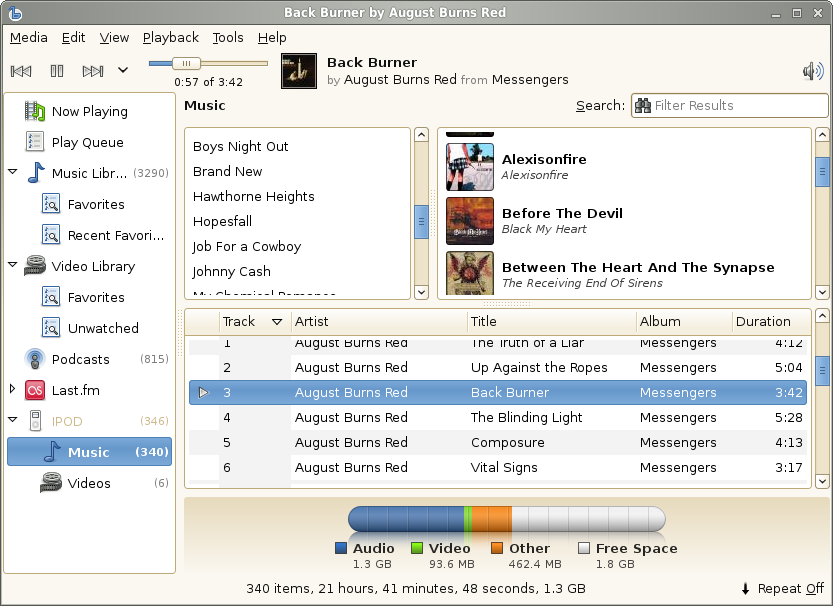 Back Burner by August Burns Red
Media Edit View Playback Tools Help
0:57 of 3:42
Back Burner
by August Burns Red from Messengers
Now Playing
Play Queue
Music Libr... (3290)
Favorites
Recent Favori...
Video Library
Favorites
Unwatched
Podcasts (815)
Last.fm
IPOD (346)
Music (340)
Videos (6)
Music
Search: Filter Results
Boys Night Out
Brand New
Hawthorne Heights
Hopesfall
Job For a Cowboy
Johnny Cash
My Chemical Romance
Alexisonfire
Alexisonfire
Before The Devil
Black My Heart
Between The Heart And The Synapse
The Receiving End Of Sirens
Track Artist Title Album Duration
1 August Burns Red The Truth of a Liar Messengers 4:12
2 August Burns Red Up Against the Ropes Messengers 5:04
3 August Burns Red Back Burner Messengers 3:42
4 August Burns Red The Blinding Light Messengers 5:28
5 August Burns Red Composure Messengers 4:13
6 August Burns Red Vital Signs Messengers 3:17
Audio Video Other Free Space
1.3 GB 93.6 MB 462.4 MB 1.8 GB
340 items, 21 hours, 41 minutes, 48 seconds, 1.3 GB
Repeat Off